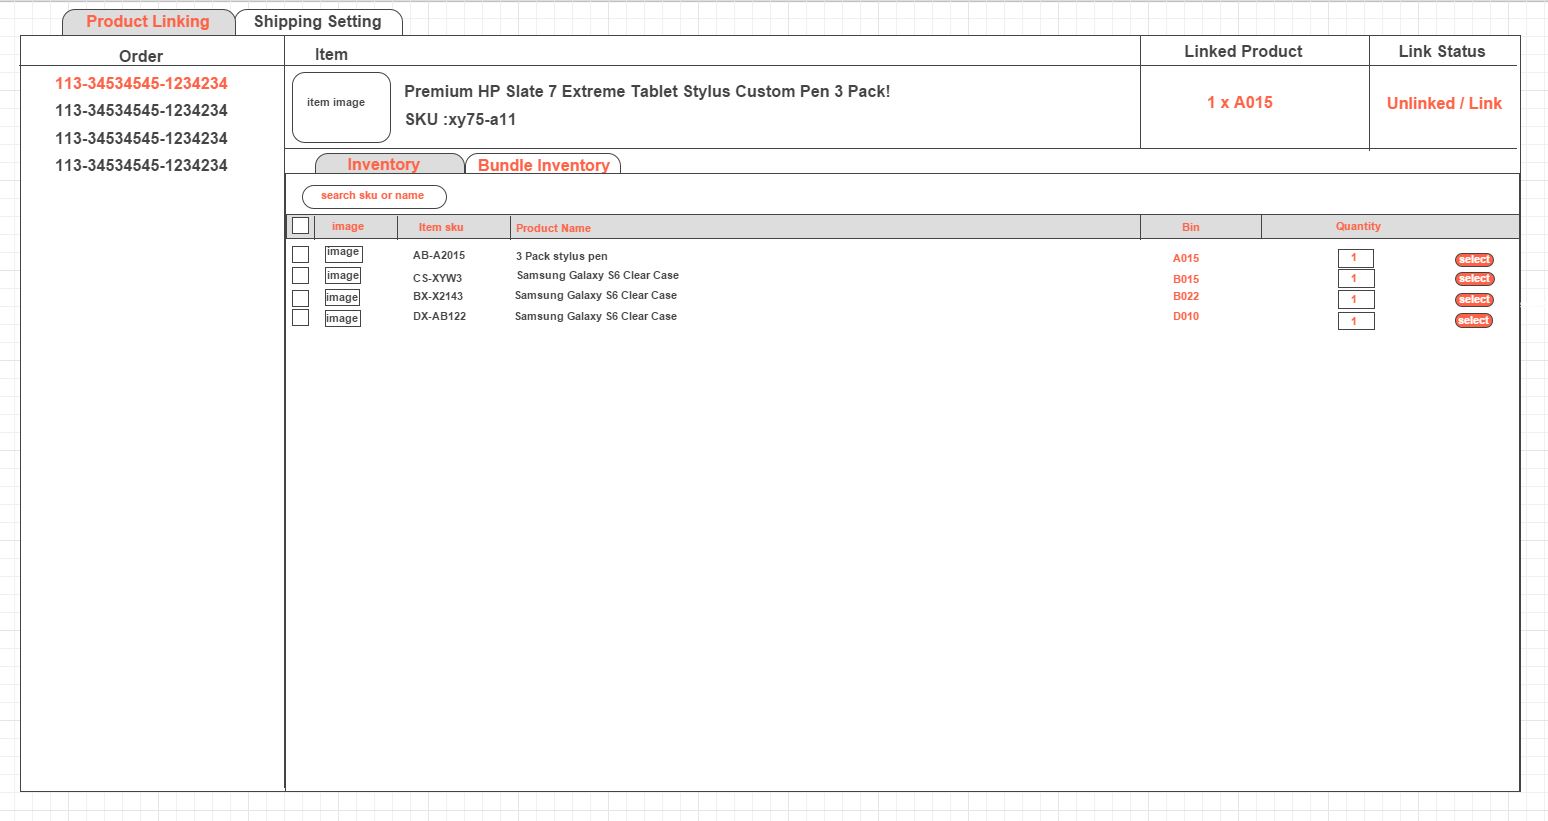 Product Linking Shipping Setting
Order Item Linked Product Link Status
113-34534545-1234234
113-34534545-1234234
113-34534545-1234234
113-34534545-1234234
item image
Premium HP Slate 7 Extreme Tablet Stylus Custom Pen 3 Pack!
SKU :xy75-a11
1 x A015
Unlinked / Link
Inventory Bundle Inventory
search sku or name
image Item sku Product Name Bin Quantity
image AB-A2015 3 Pack stylus pen A015 1 select
image CS-XYW3 Samsung Galaxy S6 Clear Case B015 1 select
image BX-X2143 Samsung Galaxy S6 Clear Case B022 1 select
image DX-AB122 Samsung Galaxy S6 Clear Case D010 1 select